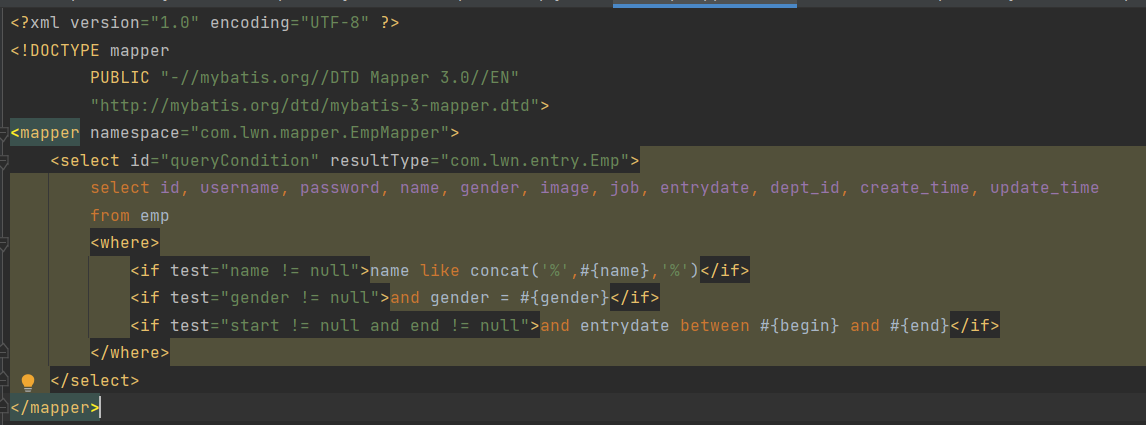 <?xml version="1.0" encoding="UTF-8" ?>
<!DOCTYPE mapper
        PUBLIC "-//mybatis.org//DTD Mapper 3.0//EN"
        "http://mybatis.org/dtd/mybatis-3-mapper.dtd">
<mapper namespace="com.lwn.mapper.EmpMapper">
    <select id="queryCondition" resultType="com.lwn.entry.Emp">
        select id, username, password, name, gender, image, job, entrydate, dept_id, create_time, update_time
        from emp
        <where>
            <if test="name != null">name like concat('%',#{name},'%')</if>
            <if test="gender != null">and gender = #{gender}</if>
            <if test="start != null and end != null">and entrydate between #{begin} and #{end}</if>
        </where>
    </select>
</mapper>